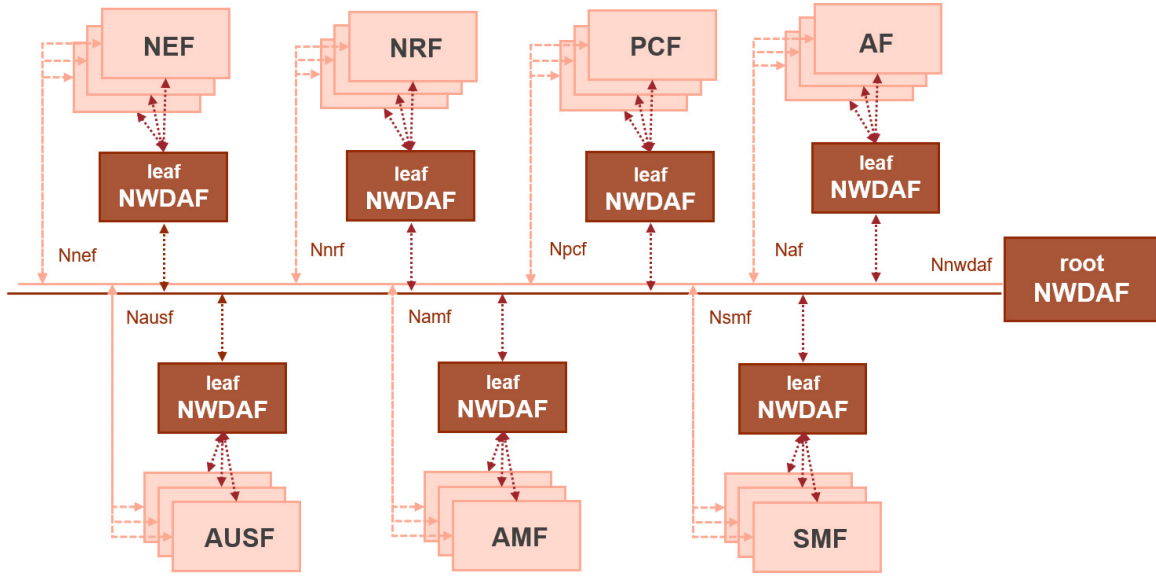 NEF
NRF
PCF
AF
leaf
NWDAF
leaf
NWDAF
leaf
NWDAF
leaf
NWDAF
Nnef
Nnrf
Npcf
Naf
Nnwdaf
root
NWDAF
Nausf
Namf
Nsmf
leaf
NWDAF
leaf
NWDAF
leaf
NWDAF
AUSF
AMF
SMF